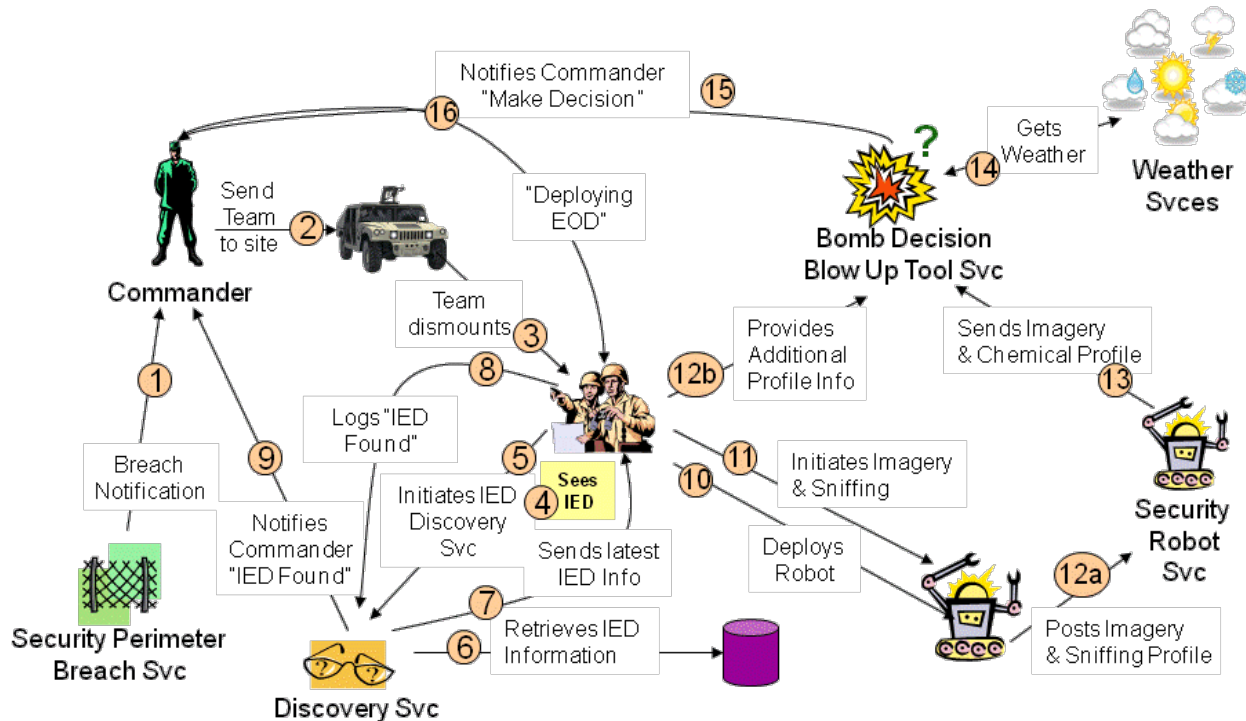 Notifies Commander
"Make Decision"
15
16
?
Gets
Weather
14
Weather
Svces
Send
Team
to site
2
"Deploying
EOD"
Bomb Decision
Blow Up Tool Svc
Commander
Team
dismounts
3
Provides
Additional
Profile Info
12b
Sends Imagery
& Chemical Profile
13
1
8
Logs "IED
Found"
9
5
4
Sees
IED
11
10
Initiates Imagery
& Sniffing
Breach
Notification
Initiates IED
Discovery
Svc
Notifies
Commander
"IED Found"
Sends latest
IED Info
Deploys
Robot
Security
Robot
Svc
12a
7
6
Retrieves IED
Information
Posts Imagery
& Sniffing Profile
Security Perimeter
Breach Svc
? ?
Discovery Svc